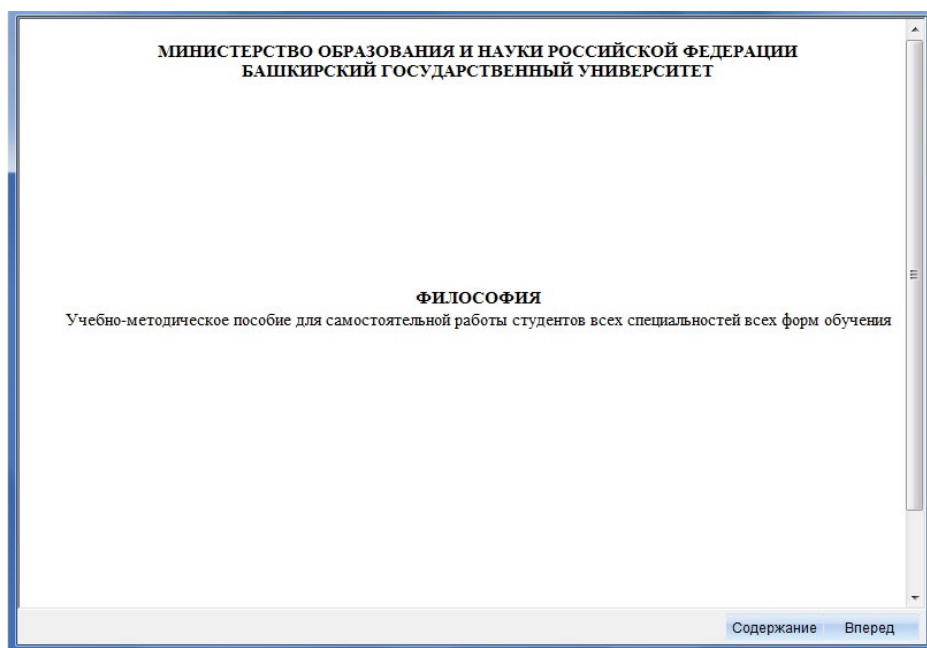 МИНИСТЕРСТВО ОБРАЗОВАНИЯ И НАУКИ РОССИЙСКОЙ ФЕДЕРАЦИИ
БАШКИРСКИЙ ГОСУДАРСТВЕННЫЙ УНИВЕРСИТЕТ
ФИЛОСОФИЯ
Учебно-методическое пособие для самостоятельной работы студентов всех специальностей всех форм обучения
Содержание Вперед